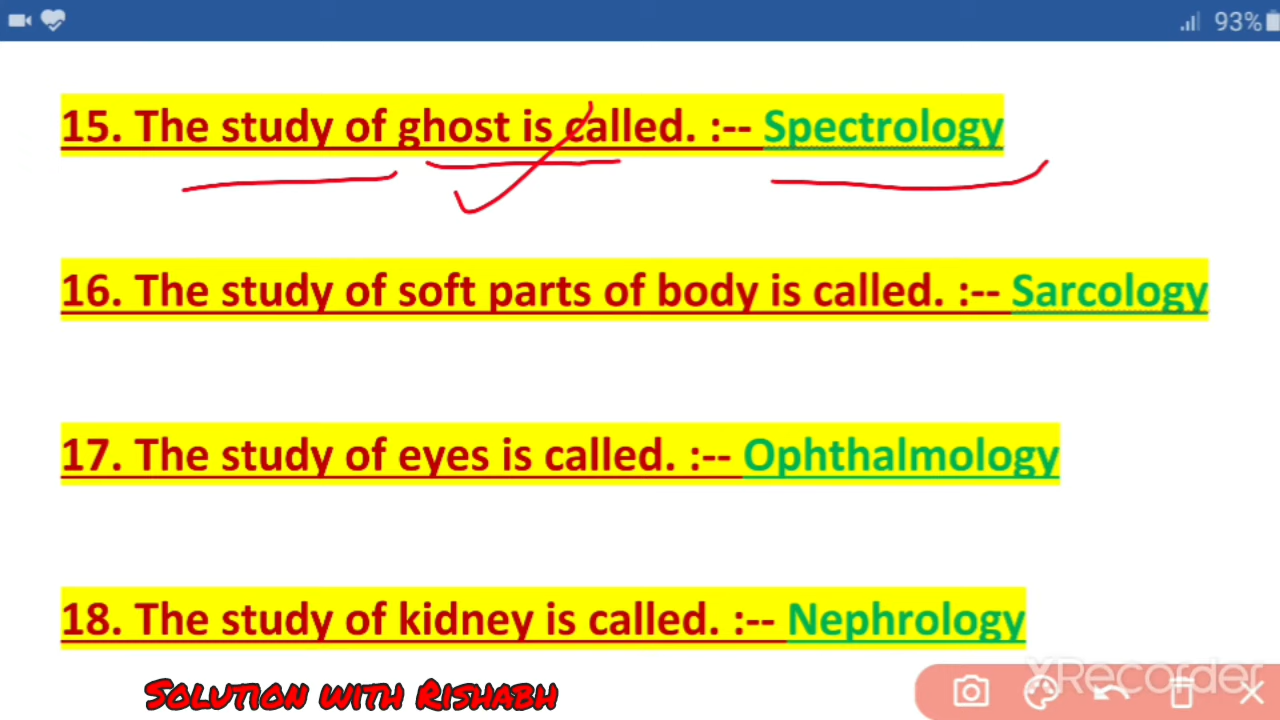 93%
15. The study of ghost is called. :-- Spectrology
16. The study of soft parts of body is called. :-- Sarcology
17. The study of eyes is called. :-- Ophthalmology
18. The study of kidney is called. :-- Nephrology
Solution with Rishabh
XRecorder